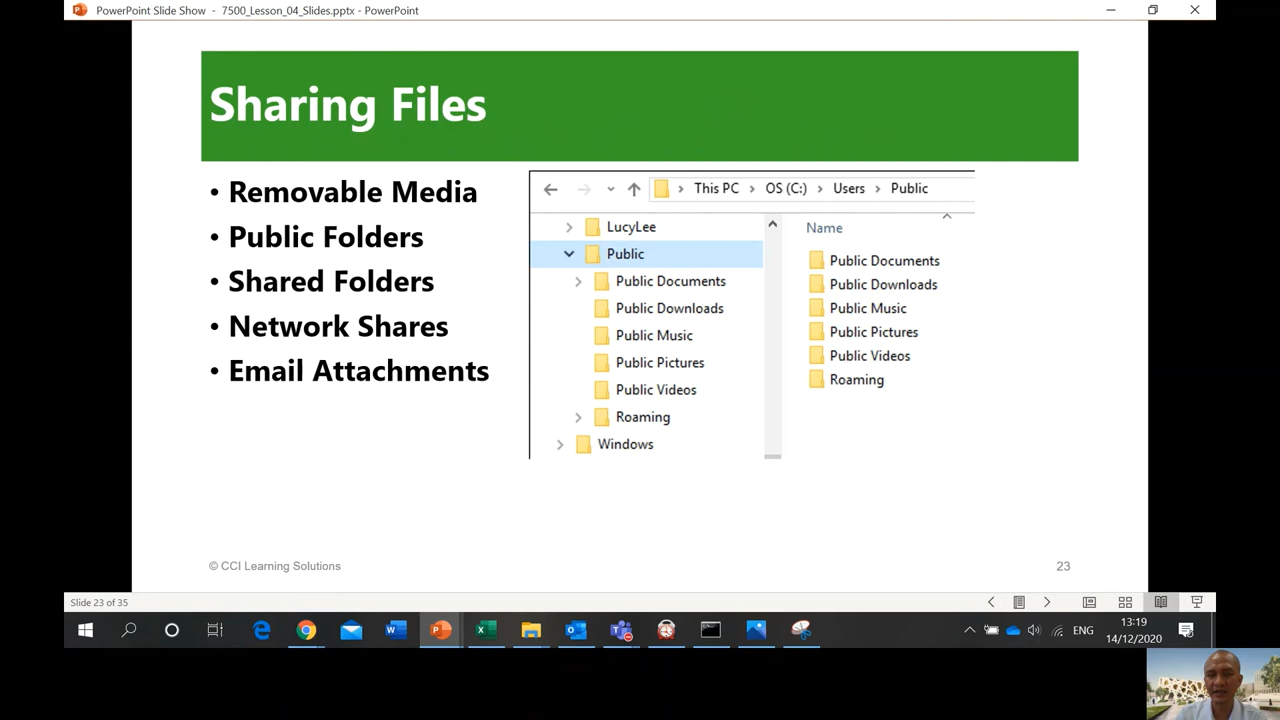 PowerPoint Slide Show - 7500_Lesson_04_Slides.pptx - PowerPoint
Sharing Files
• Removable Media
• Public Folders
• Shared Folders
• Network Shares
• Email Attachments
This PC > OS (C:) > Users > Public
LucyLee
Public
Public Documents
Public Downloads
Public Music
Public Pictures
Public Videos
Roaming
Windows
Name
Public Documents
Public Downloads
Public Music
Public Pictures
Public Videos
Roaming
© CCI Learning Solutions
23
Slide 23 of 35
ENG
13:19
14/12/2020